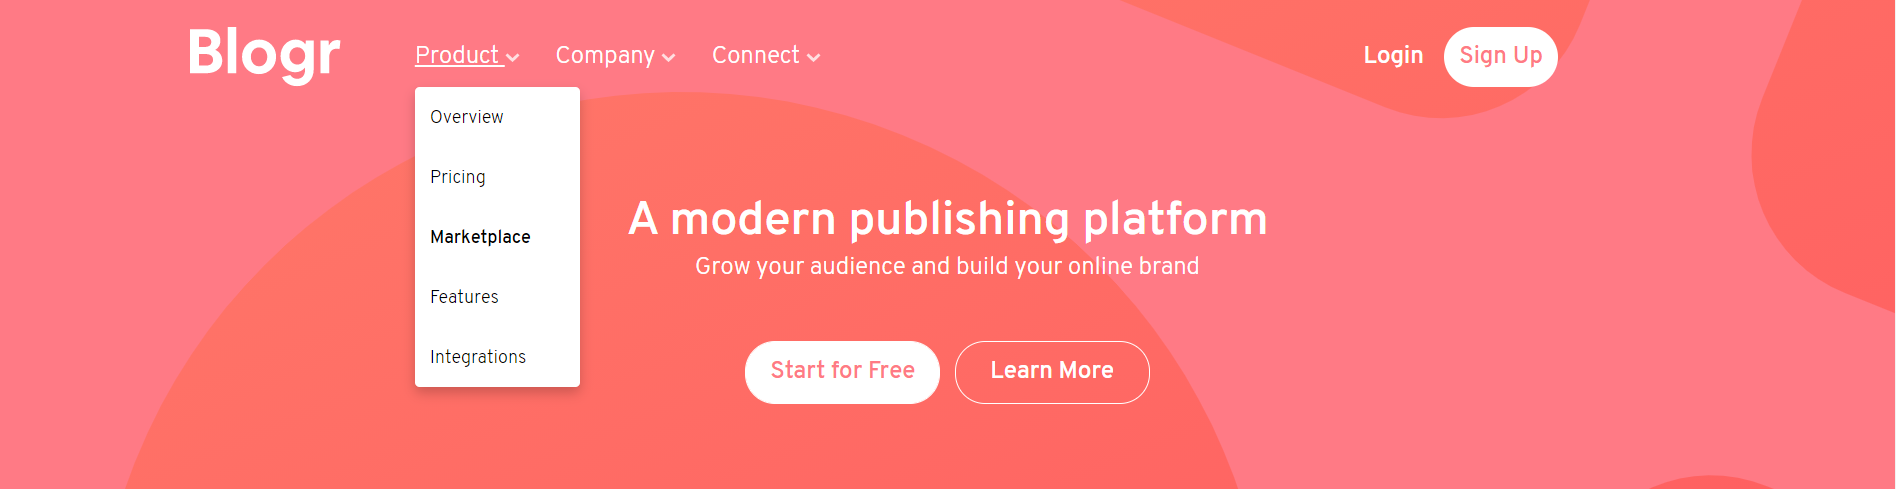 Blogr
Product Company Connect
Login Sign Up
Overview
Pricing
Marketplace
Features
Integrations
A modern publishing platform
Grow your audience and build your online brand
Start for Free Learn More